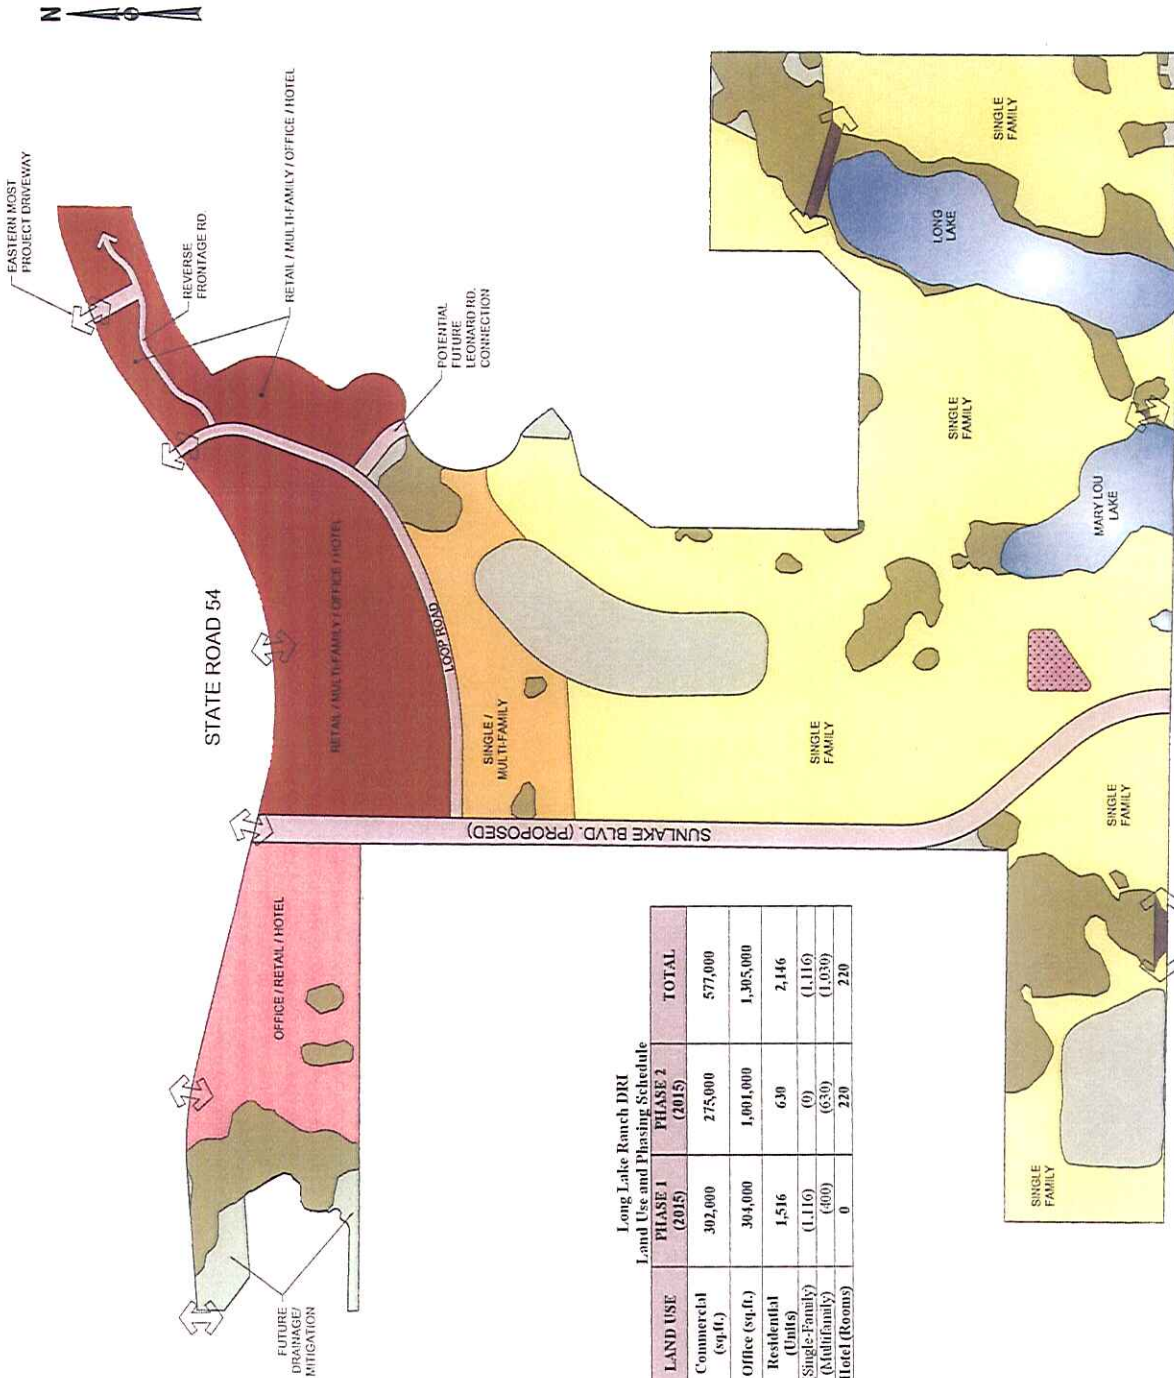 N
EASTERN MOST
PROJECT DRIVEWAY
REVERSE
FRONTAGE RD.
RETAIL / MULTI-FAMILY / OFFICE / HOTEL
POTENTIAL
FUTURE
LEONARD RD.
CONNECTION
STATE ROAD 54
RETAIL / MULTI-FAMILY / OFFICE / HOTEL
LOOP ROAD
SINGLE /
MULTI-FAMILY
SUNLAKE BLVD. (PROPOSED)
OFFICE / RETAIL / HOTEL
FUTURE
DRAINAGE/
MITIGATION
SINGLE
FAMILY
LONG
LAKE
SINGLE
FAMILY
MARY LOU
LAKE
SINGLE
FAMILY
SINGLE
FAMILY
SINGLE
FAMILY
Long Lake Ranch DRI
Land Use and Phasing Schedule
LAND USE PHASE 1 (2015) PHASE 2 (2015) TOTAL
Commercial (sq.ft.) 302,000 275,000 577,000
Office (sq.ft.) 304,000 1,001,000 1,305,000
Residential (Units) 1,516 630 2,146
(Single-Family) (1,116) (0) (1,116)
(Multifamily) (400) (630) (1,030)
Hotel (Rooms) 0 220 220